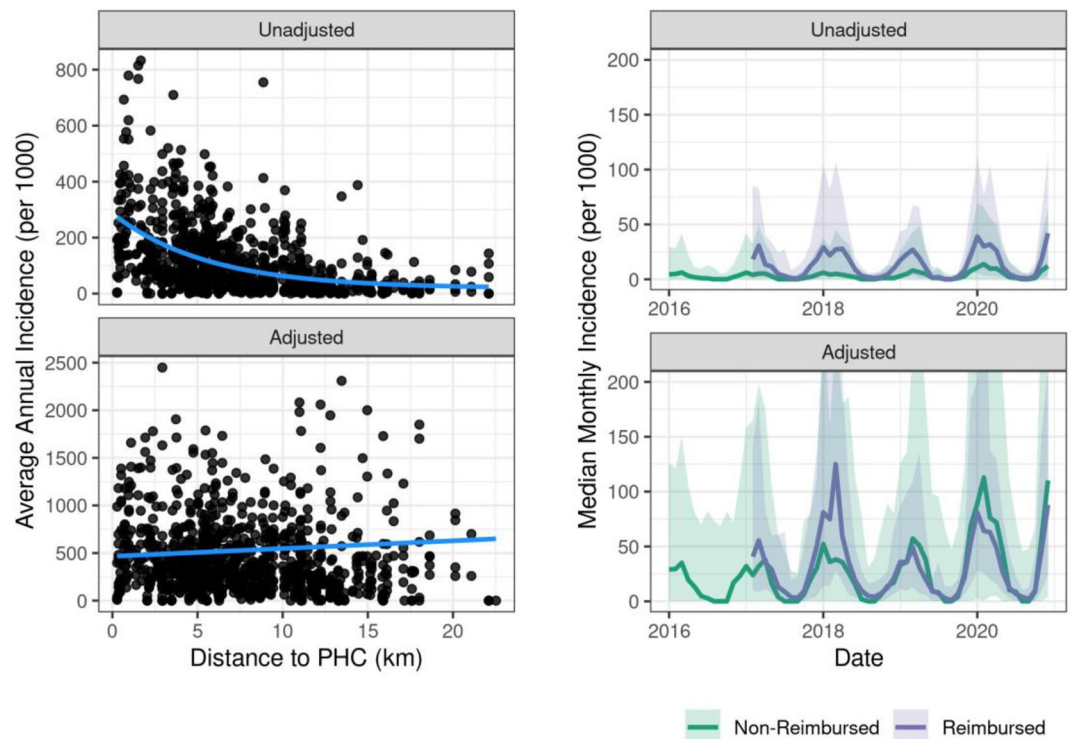 Unadjusted
800
600
400
200
0
Adjusted
2500
2000
1500
1000
500
0
0 5 10 15 20
Distance to PHC (km)
Average Annual Incidence (per 1000)
Unadjusted
200
150
100
50
0
2016 2018 2020
Adjusted
200
150
100
50
0
2016 2018 2020
Date
Median Monthly Incidence (per 1000)
Non-Reimbursed Reimbursed